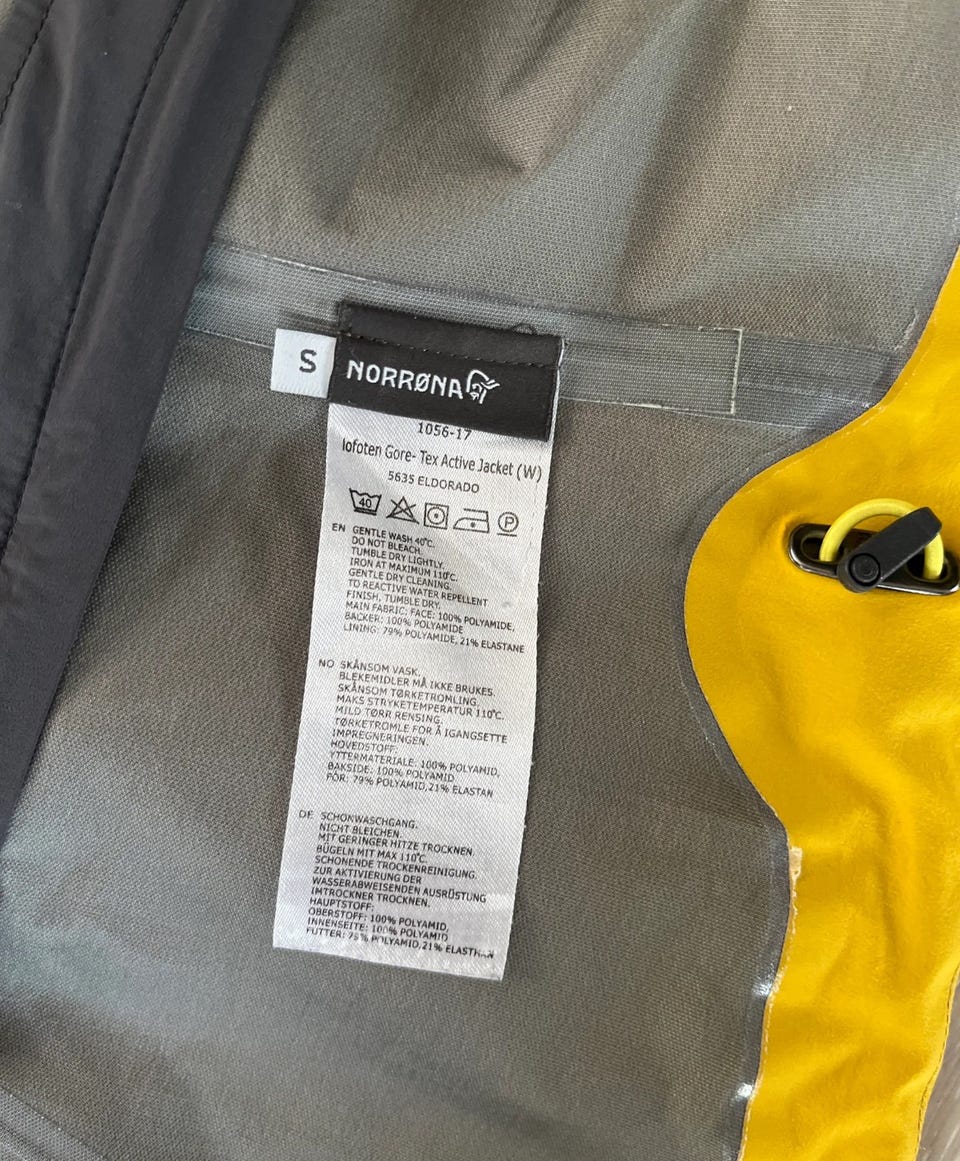 S
NORRØNA
1056-17
lofoten Gore- Tex Active Jacket (W)
5635 ELDORADO
40
P
EN GENTLE WASH 40°C.
DO NOT BLEACH.
TUMBLE DRY LIGHTLY.
IRON AT MAXIMUM 110°C.
GENTLE DRY CLEANING.
TO REACTIVE WATER REPELLENT
FINISH, TUMBLE DRY.
MAIN FABRIC: FACE: 100% POLYAMIDE,
BACKER: 100% POLYAMIDE
LINING: 79% POLYAMIDE, 21% ELASTANE
NO SKÅNSOM VASK.
BLEKEMIDLER MÅ IKKE BRUKES.
SKÅNSOM TØRKETROMLING.
MAKS STRYKETEMPERATUR 110°C.
MILD TØRR RENSING.
TØRKETROMLE FOR Å IGANGSETTE
IMPREGNERINGEN.
HOVEDSTOFF:
YTTERMATERIALE: 100% POLYAMID,
BAKSIDE: 100% POLYAMID
FÔR: 79% POLYAMID,21% ELASTAN
DE SCHONWASCHGANG.
NICHT BLEICHEN.
MIT GERINGER HITZE TROCKNEN.
BÜGELN MIT MAX 110°C.
SCHONENDE TROCKENREINIGUNG.
ZUR AKTIVIERUNG DER
WASSERABWEISENDEN AUSRÜSTUNG
IMTROCKNER TROCKNEN.
HAUPTSTOFF:
OBERSTOFF: 100% POLYAMID,
INNENSEITE: 100% POLYAMID
FUTTER: 79% POLYAMID,21% ELASTHAN